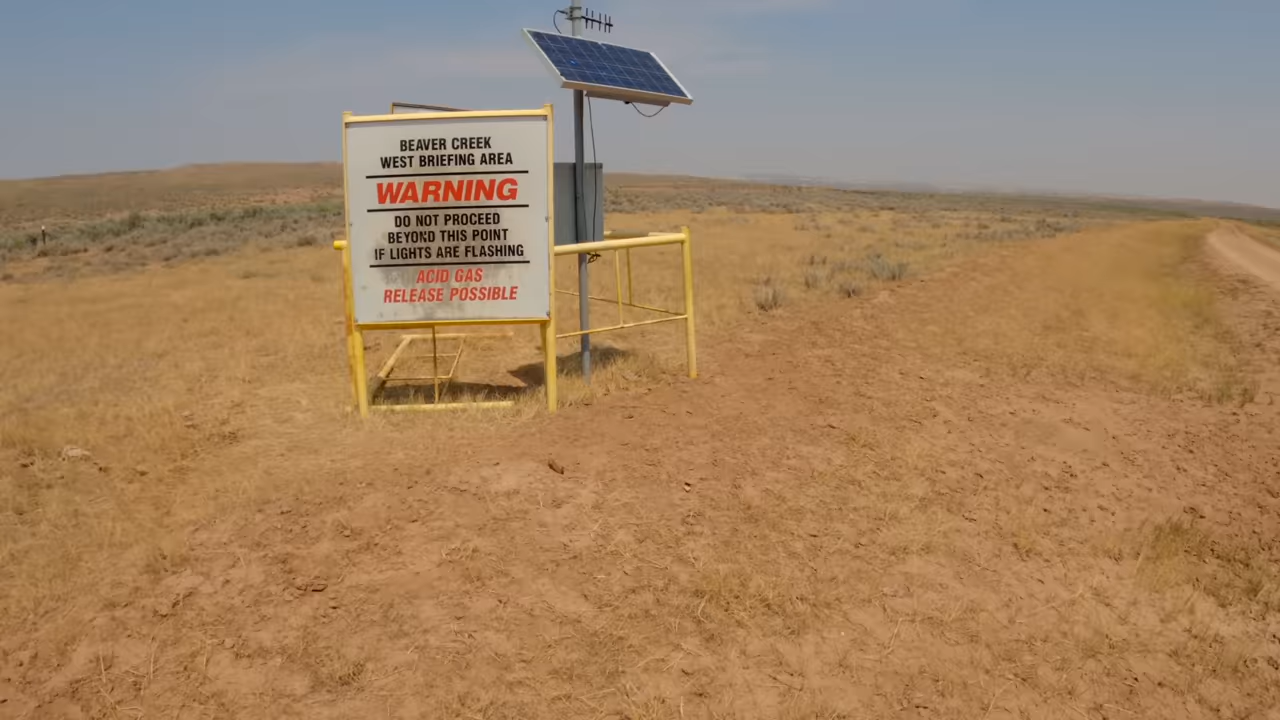 BEAVER CREEK
WEST BRIEFING AREA
WARNING
DO NOT PROCEED
BEYOND THIS POINT
IF LIGHTS ARE FLASHING
ACID GAS
RELEASE POSSIBLE